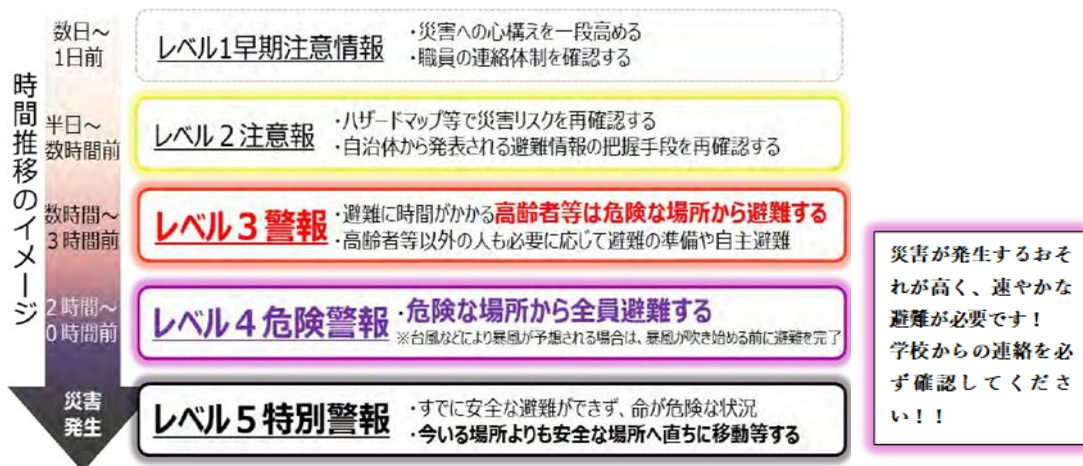 時間推移のイメージ
数日～
1日前
レベル1早期注意情報
・災害への心構えを一段高める
・職員の連絡体制を確認する
半日～
数時間前
レベル２注意報
・ハザードマップ等で災害リスクを再確認する
・自治体から発表される避難情報の把握手段を再確認する
数時間～
３時間前
レベル３警報
・避難に時間がかかる高齢者等は危険な場所から避難する
・高齢者等以外の人も必要に応じて避難の準備や自主避難
２時間～
０時間前
レベル４危険警報
・危険な場所から全員避難する
※台風などにより暴風が予想される場合は、暴風が吹き始める前に避難を完了
災害
発生
レベル５特別警報
・すでに安全な避難ができず、命が危険な状況
・今いる場所よりも安全な場所へ直ちに移動等する
災害が発生するおそ
れが高く、速やかな
避難が必要です！
学校からの連絡を必
ず確認してくださ
い！！